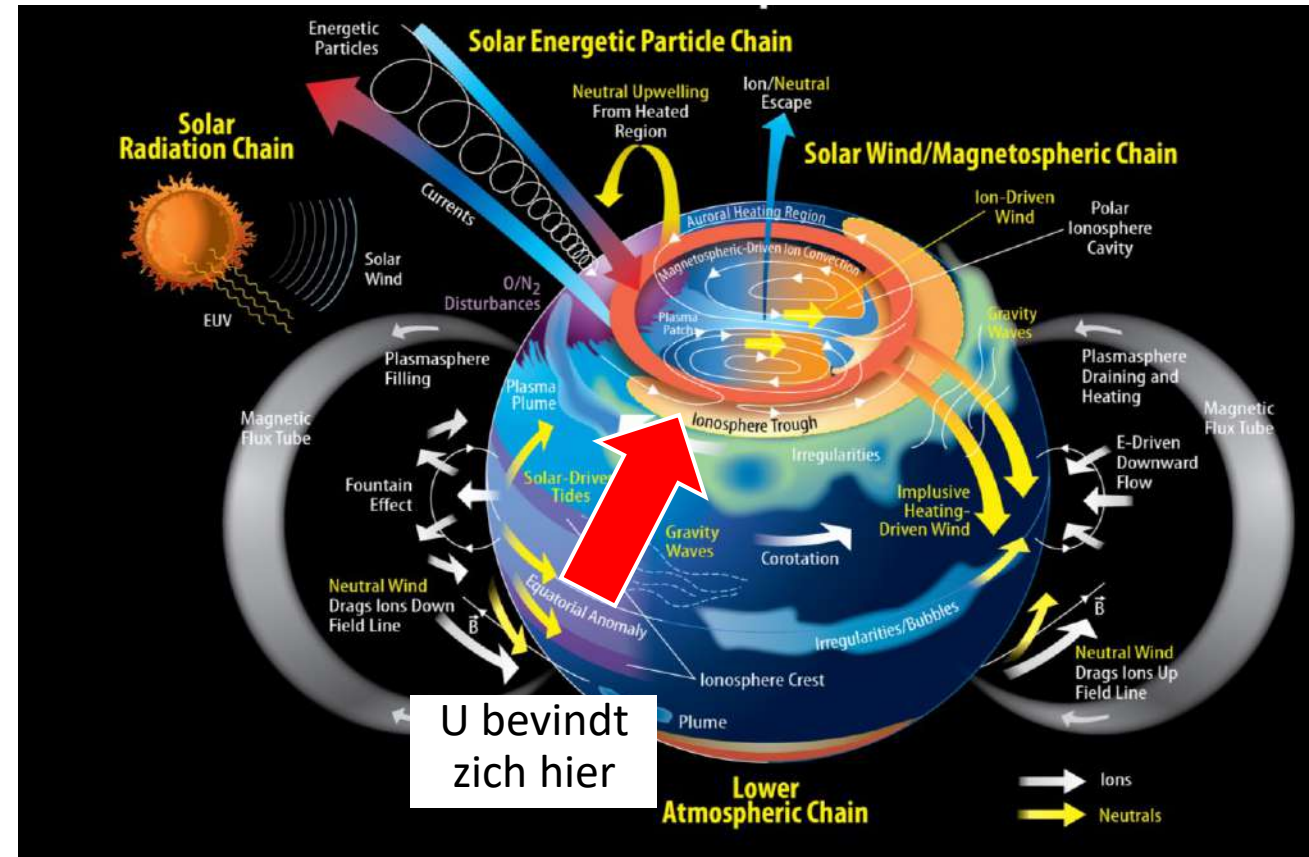 Energetic
Particles
Solar Energetic Particle Chain
Solar
Radiation Chain
Neutral Upwelling
From Heated
Region
Ion/Neutral
Escape
Solar Wind/Magnetospheric Chain
Currents
Solar
Wind
EUV
Auroral Heating Region
Magnetospheric-Driven Ion Convection
Ion-Driven
Wind
Polar
Ionosphere
Cavity
O/N2
Disturbances
Plasma
Patch
Gravity
Waves
Plasmasphere
Filling
Plasma
Plume
Ionosphere Trough
Irregularities
Plasmasphere
Draining and
Heating
Magnetic
Flux Tube
Magnetic
Flux Tube
Fountain
Effect
Solar-Driven
Tides
E-Driven
Downward
Flow
Implusive
Heating-
Driven Wind
Gravity
Waves
Corotation
Neutral Wind
Drags Ions Down
Field Line
B
Equatorial Anomaly
Irregularities/Bubbles
B
Neutral Wind
Drags Ions Up
Field Line
Ionosphere Crest
Plume
U bevindt
zich hier
Lower
Atmospheric Chain
Ions
Neutrals